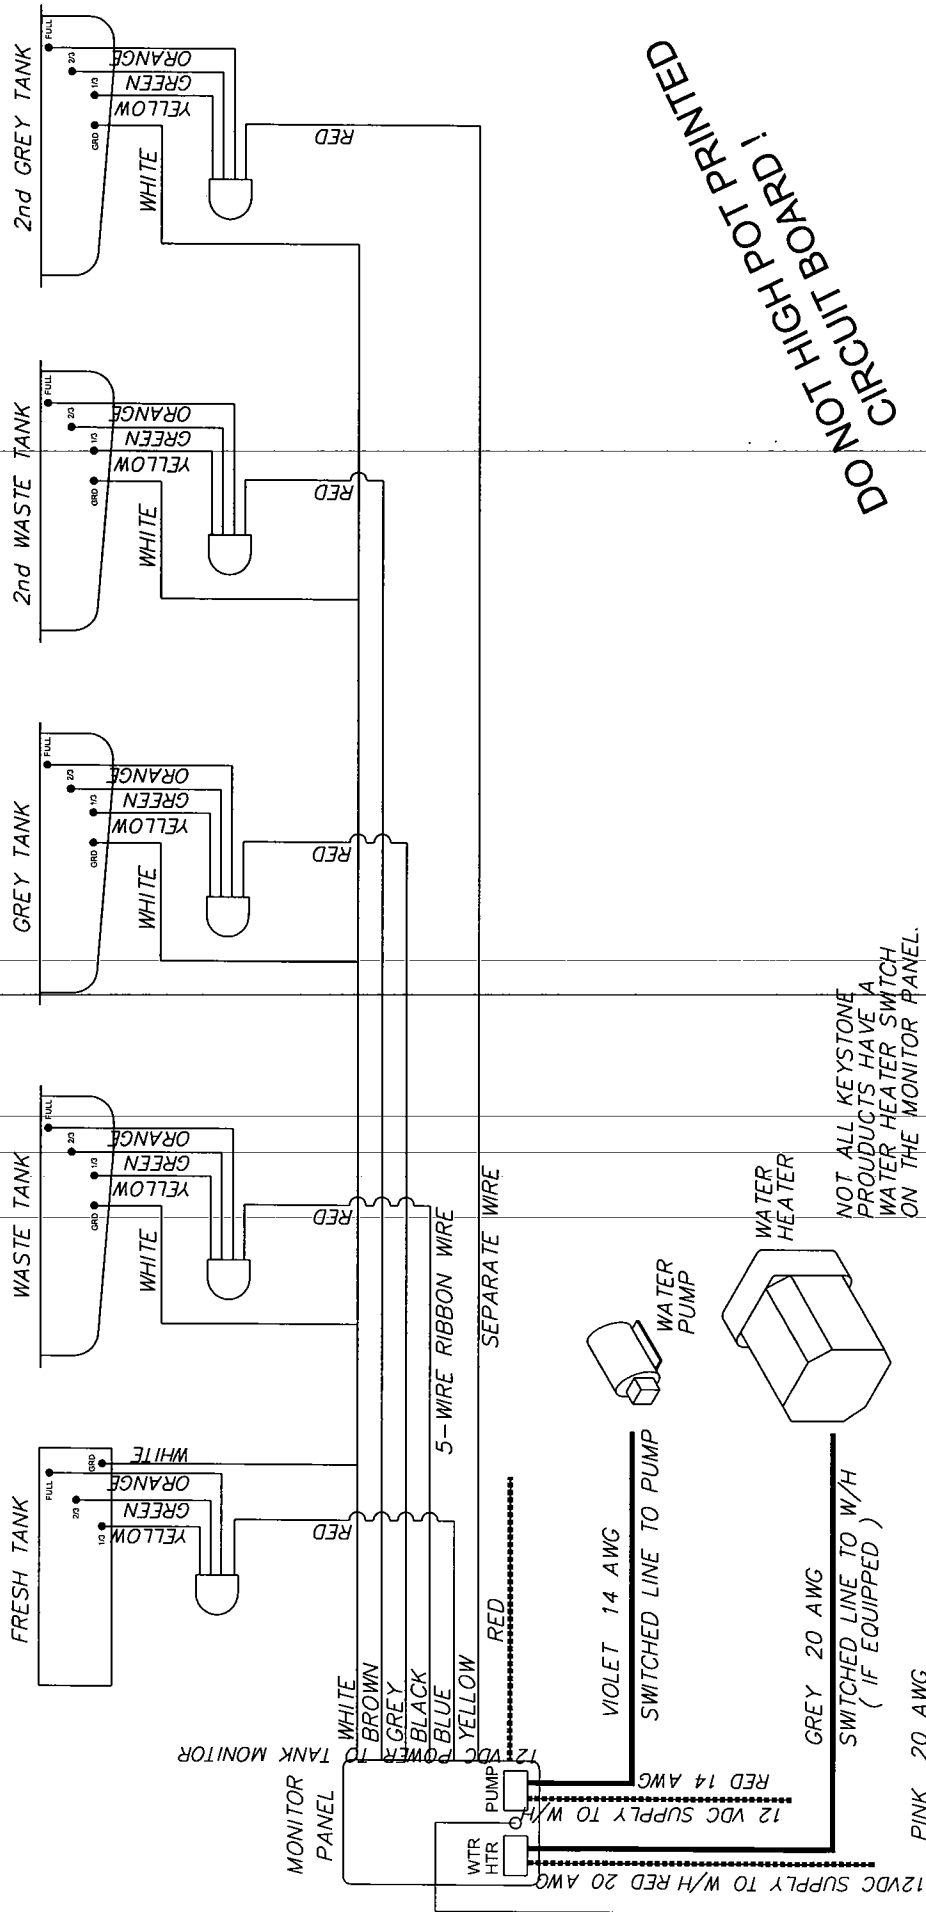 FRESH TANK
FULL
2/3
1/3
GRD
YELLOW
GREEN
ORANGE
WHITE
RED
WASTE TANK
FULL
2/3
1/3
GRD
YELLOW
GREEN
ORANGE
WHITE
RED
GREY TANK
FULL
2/3
1/3
GRD
YELLOW
GREEN
ORANGE
WHITE
RED
2nd WASTE TANK
FULL
2/3
1/3
GRD
YELLOW
GREEN
ORANGE
WHITE
RED
2nd GREY TANK
FULL
2/3
1/3
GRD
YELLOW
GREEN
ORANGE
WHITE
RED
MONITOR
PANEL
12 VDC POWER TO TANK MONITOR
WHITE
BROWN
GREY
BLACK
BLUE
YELLOW
RED
5-WIRE RIBBON WIRE
SEPARATE WIRE
WTR
HTR
PUMP
RED 14 AWG
12 VDC SUPPLY TO W/H
12VDC SUPPLY TO W/H RED 20 AWG
VIOLET 14 AWG
SWITCHED LINE TO PUMP
WATER
PUMP
GREY 20 AWG
SWITCHED LINE TO W/H
( IF EQUIPPED )
WATER
HEATER
PINK 20 AWG
NOT ALL KEYSTONE
PROUDUCTS HAVE A
WATER HEATER SWITCH
ON THE MONITOR PANEL.
DO NOT HIGH POT PRINTED
CIRCUIT BOARD!